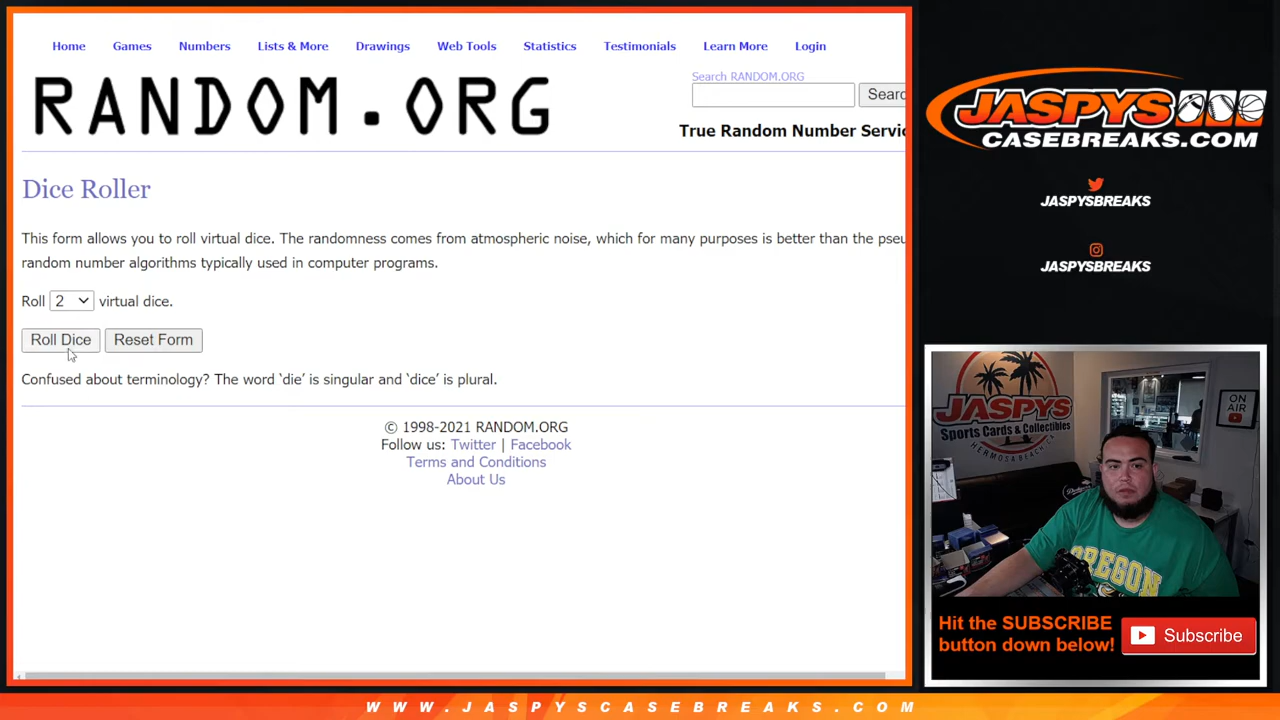 Home Games Numbers Lists & More Drawings Web Tools Statistics Testimonials Learn More Login
RANDOM.ORG
Search RANDOM.ORG
Searc
True Random Number Servic
Dice Roller
This form allows you to roll virtual dice. The randomness comes from atmospheric noise, which for many purposes is better than the pseu
random number algorithms typically used in computer programs.
Roll 2 virtual dice.
Roll Dice Reset Form
Confused about terminology? The word ‘die’ is singular and ‘dice’ is plural.
© 1998-2021 RANDOM.ORG
Follow us: Twitter | Facebook
Terms and Conditions
About Us
JASPYS
CASEBREAKS.COM
JASPYSBREAKS
JASPYSBREAKS
JASPYS
Sports Cards & Collectibles
HERMOSA BEACH, CA
ON
AIR
OREGON
Hit the SUBSCRIBE
button down below!
Subscribe
WWW.JASPYSCASEBREAKS.COM